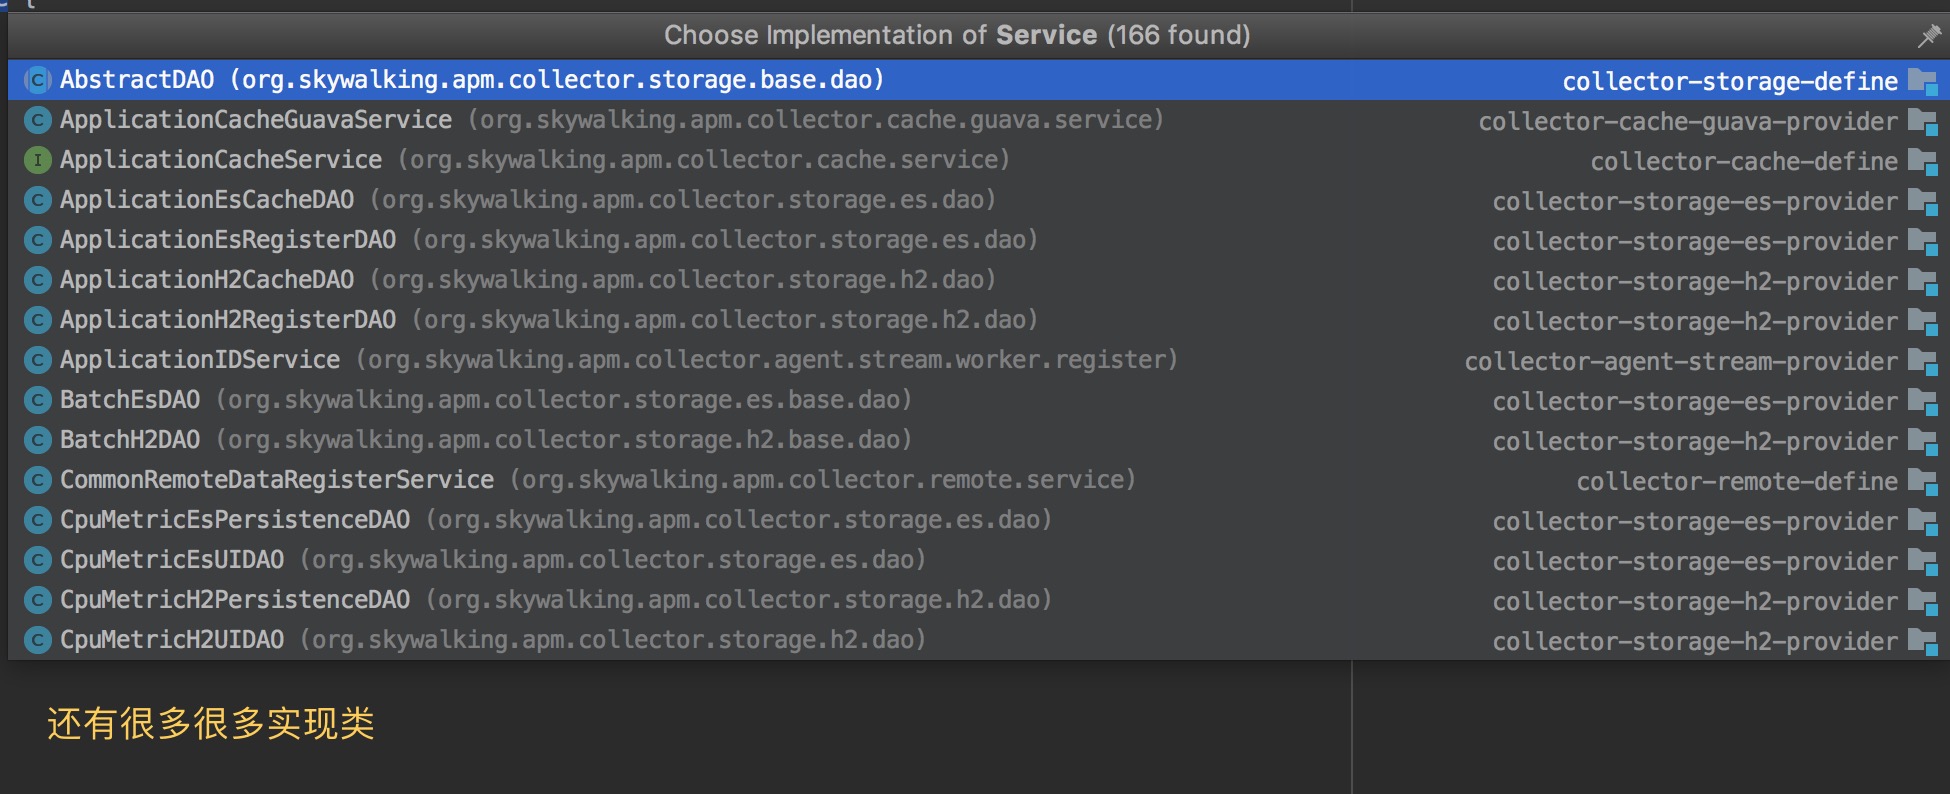 Choose Implementation of Service (166 found)
AbstractDAO (org.skywalking.apm.collector.storage.base.dao) collector-storage-define
ApplicationCacheGuavaService (org.skywalking.apm.collector.cache.guava.service) collector-cache-guava-provider
ApplicationCacheService (org.skywalking.apm.collector.cache.service) collector-cache-define
ApplicationEsCacheDAO (org.skywalking.apm.collector.storage.es.dao) collector-storage-es-provider
ApplicationEsRegisterDAO (org.skywalking.apm.collector.storage.es.dao) collector-storage-es-provider
ApplicationH2CacheDAO (org.skywalking.apm.collector.storage.h2.dao) collector-storage-h2-provider
ApplicationH2RegisterDAO (org.skywalking.apm.collector.storage.h2.dao) collector-storage-h2-provider
ApplicationIDService (org.skywalking.apm.collector.agent.stream.worker.register) collector-agent-stream-provider
BatchEsDAO (org.skywalking.apm.collector.storage.es.base.dao) collector-storage-es-provider
BatchH2DAO (org.skywalking.apm.collector.storage.h2.base.dao) collector-storage-h2-provider
CommonRemoteDataRegisterService (org.skywalking.apm.collector.remote.service) collector-remote-define
CpuMetricEsPersistenceDAO (org.skywalking.apm.collector.storage.es.dao) collector-storage-es-provider
CpuMetricEsUIDAO (org.skywalking.apm.collector.storage.es.dao) collector-storage-es-provider
CpuMetricH2PersistenceDAO (org.skywalking.apm.collector.storage.h2.dao) collector-storage-h2-provider
CpuMetricH2UIDAO (org.skywalking.apm.collector.storage.h2.dao) collector-storage-h2-provider
还有很多很多实现类